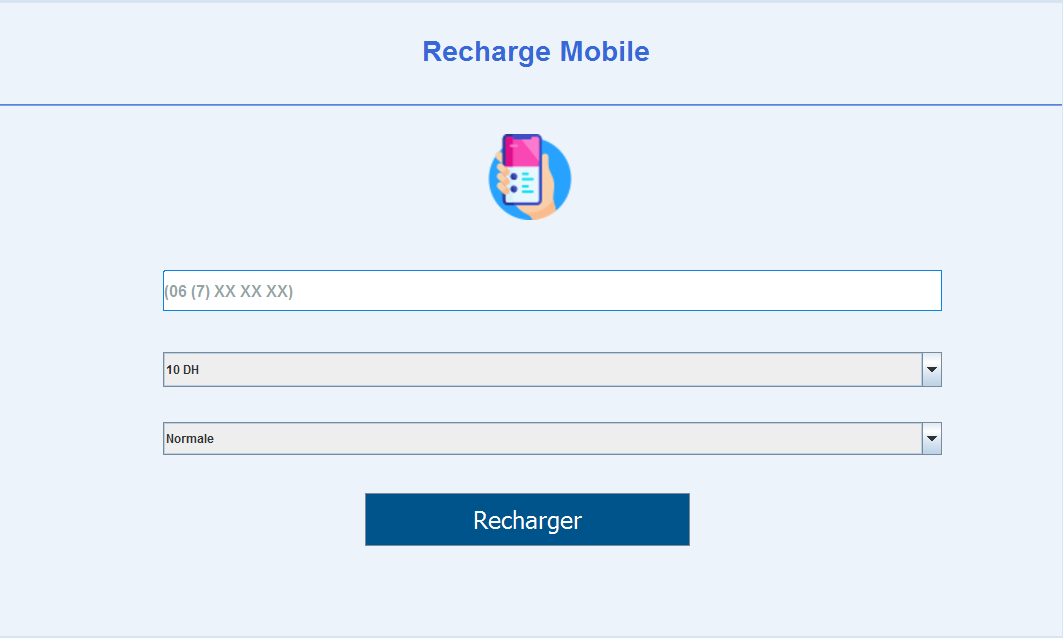 Recharge Mobile
(06 (7) XX XX XX)
10 DH
Normale
Recharger